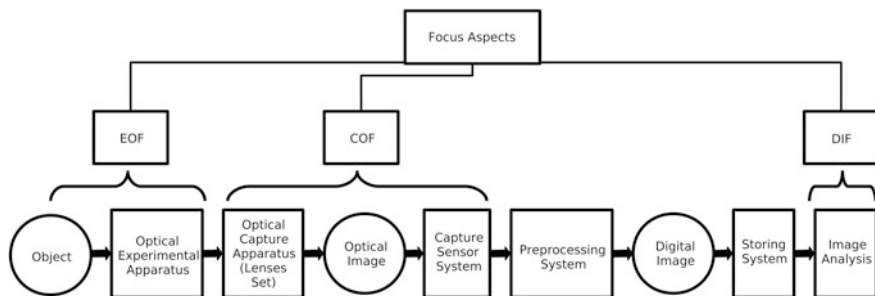 Focus Aspects
EOF
COF
DIF
Object
Optical
Experimental
Apparatus
Optical
Capture
Apparatus
(Lenses
Set)
Optical
Image
Capture
Sensor
System
Preprocessing
System
Digital
Image
Storing
System
Image
Analysis